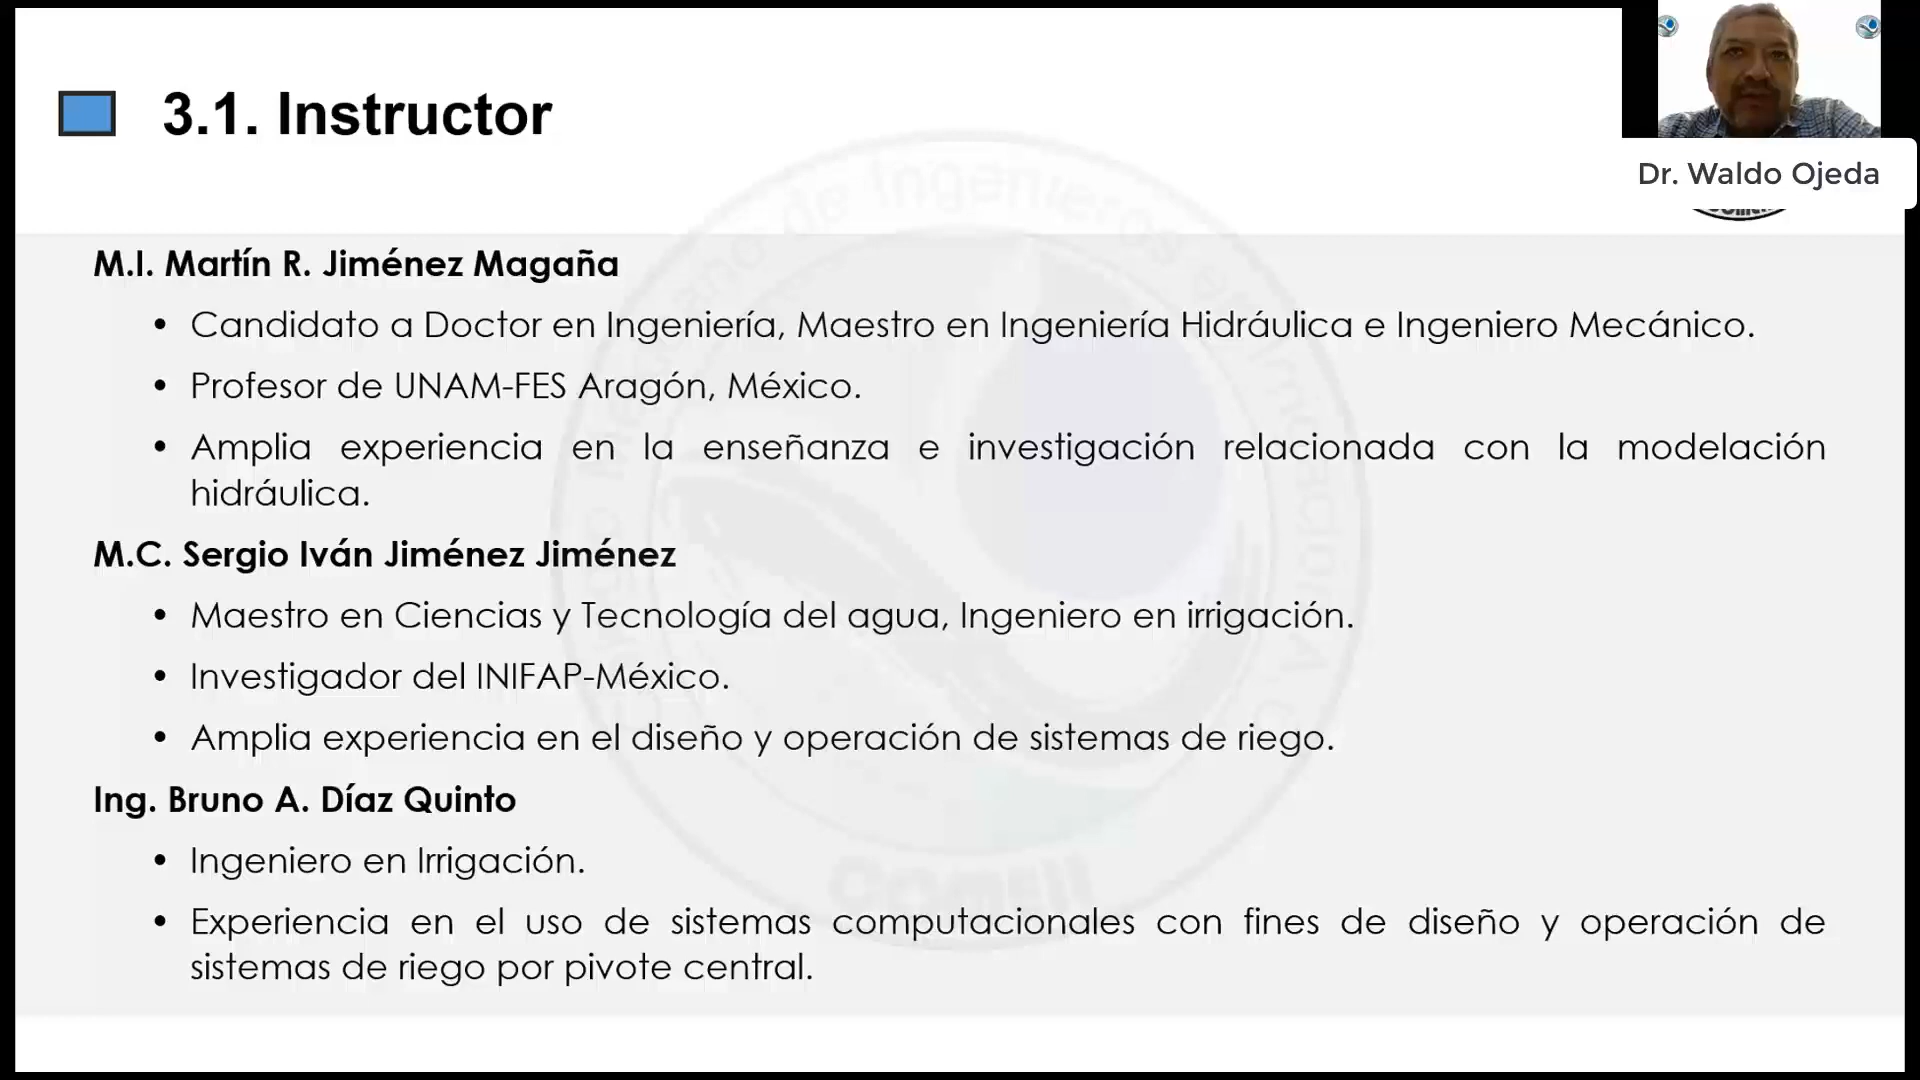 3.1. Instructor
Dr. Waldo Ojeda
M.I. Martín R. Jiménez Magaña
• Candidato a Doctor en Ingeniería, Maestro en Ingeniería Hidráulica e Ingeniero Mecánico.
• Profesor de UNAM-FES Aragón, México.
• Amplia experiencia en la enseñanza e investigación relacionada con la modelación
hidráulica.
M.C. Sergio Iván Jiménez Jiménez
• Maestro en Ciencias y Tecnología del agua, Ingeniero en irrigación.
• Investigador del INIFAP-México.
• Amplia experiencia en el diseño y operación de sistemas de riego.
Ing. Bruno A. Díaz Quinto
• Ingeniero en Irrigación.
• Experiencia en el uso de sistemas computacionales con fines de diseño y operación de
sistemas de riego por pivote central.
COMEII